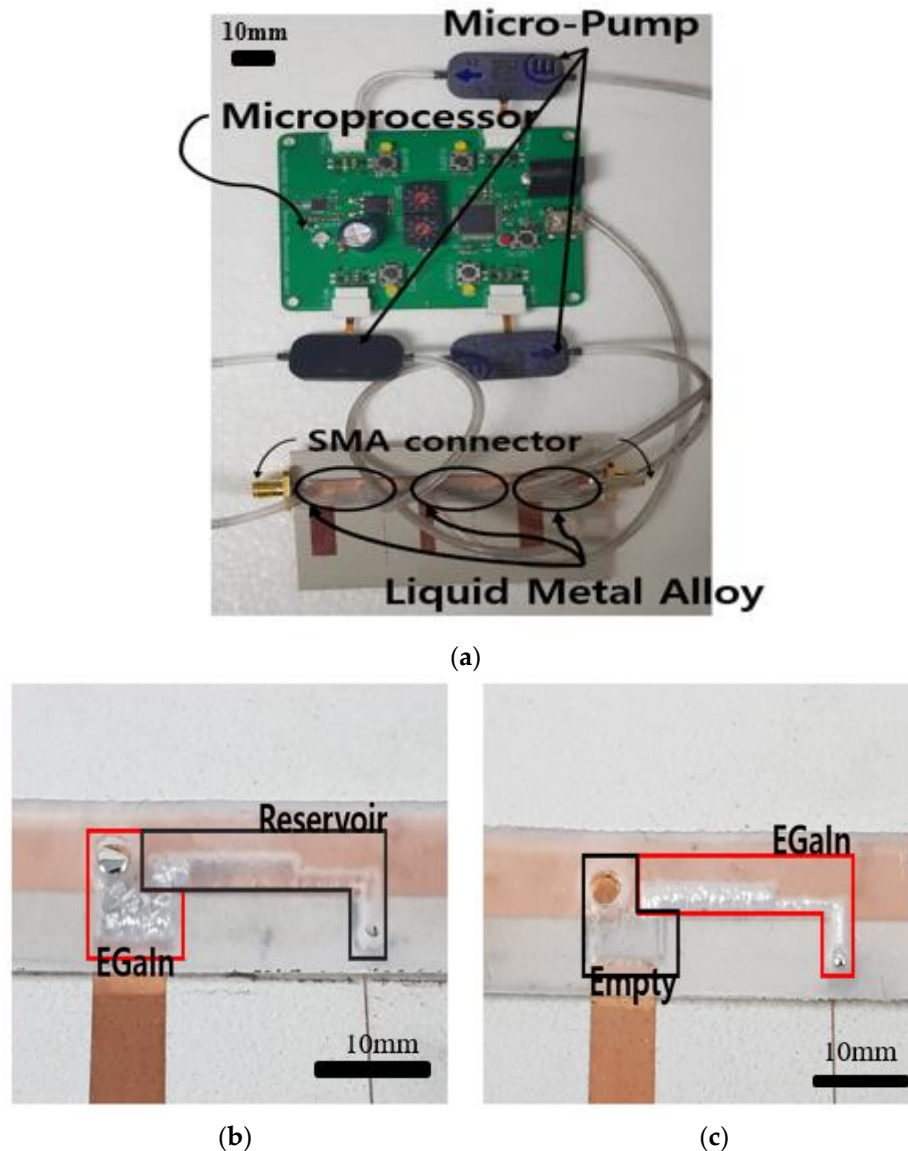 Micro-Pump
10mm
Microprocessor
SMA connector
Liquid Metal Alloy
(a)
Reservoir
EGaIn
10mm
(b)
EGaIn
Empty
10mm
(c)